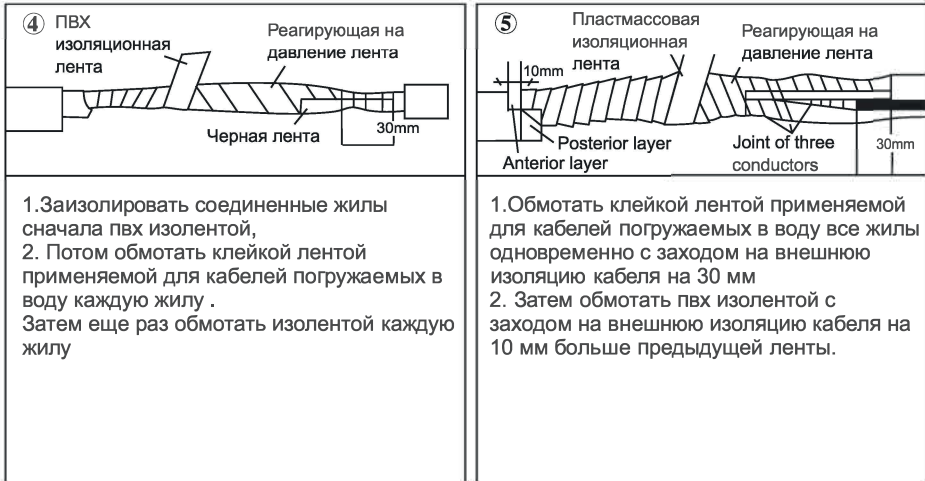 ④ ПВХ
изоляционная
лента
Реагирующая на
давление лента
Черная лента
30mm
1.Заизолировать соединенные жилы
сначала пвх изолентой,
2. Потом обмотать клейкой лентой
применяемой для кабелей погружаемых в
воду каждую жилу .
Затем еще раз обмотать изолентой каждую
жилу
⑤ Пластмассовая
изоляционная
лента
Реагирующая на
давление лента
10mm
Posterior layer
Anterior layer
Joint of three
conductors
30mm
1.Обмотать клейкой лентой применяемой
для кабелей погружаемых в воду все жилы
одновременно с заходом на внешнюю
изоляцию кабеля на 30 мм
2. Затем обмотать пвх изолентой с
заходом на внешнюю изоляцию кабеля на
10 мм больше предыдущей ленты.